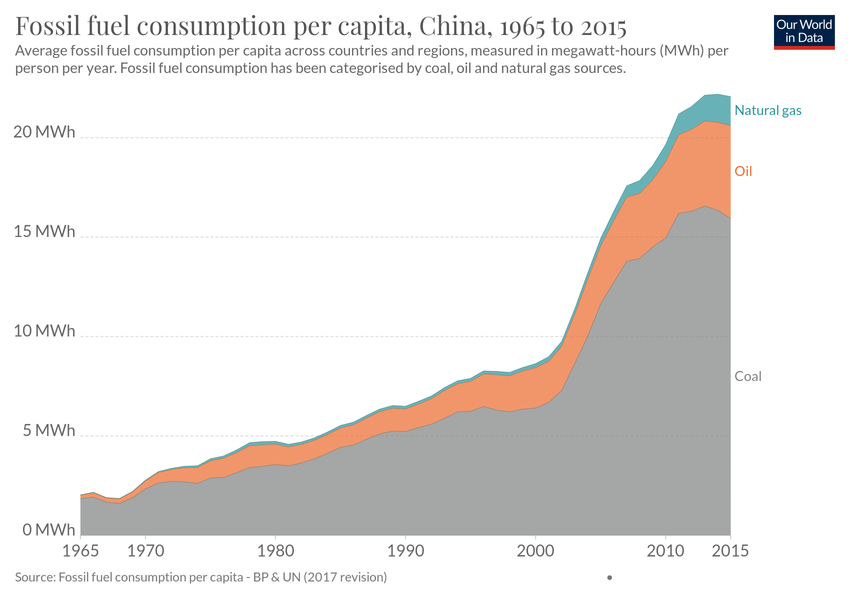 Fossil fuel consumption per capita, China, 1965 to 2015
Our World
in Data
Average fossil fuel consumption per capita across countries and regions, measured in megawatt-hours (MWh) per
person per year. Fossil fuel consumption has been categorised by coal, oil and natural gas sources.
Natural gas
20 MWh
Oil
15 MWh
10 MWh
Coal
5 MWh
0 MWh
1965 1970 1980 1990 2000 2010 2015
Source: Fossil fuel consumption per capita - BP & UN (2017 revision)